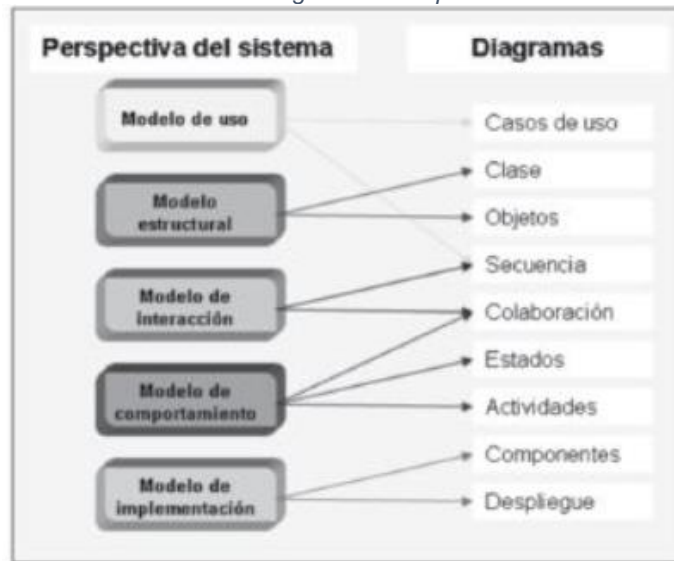 Perspectiva del sistema
Diagramas
Modelo de uso
Modelo
estructural
Modelo de
Interacción
Modelo de
comportamiento
Modelo de
implementación
Casos de uso
Clase
Objetos
Secuencia
Colaboración
Estados
Actividades
Componentes
Despliegue